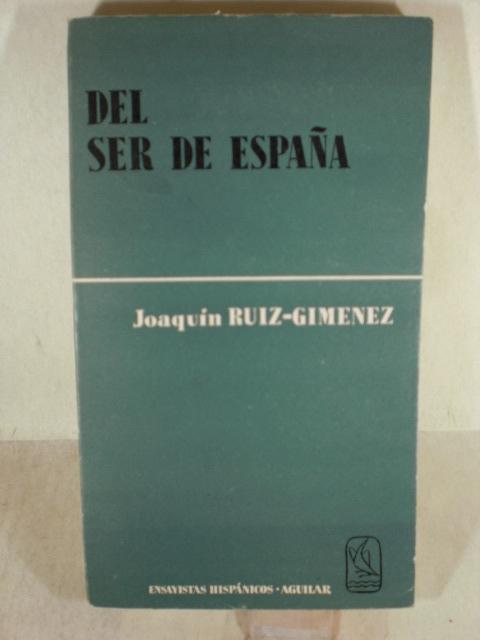 DEL
SER DE ESPAÑA
Joaquín RUIZ-GIMENEZ
ENSAYISTAS HISPÁNICOS · AGUILAR